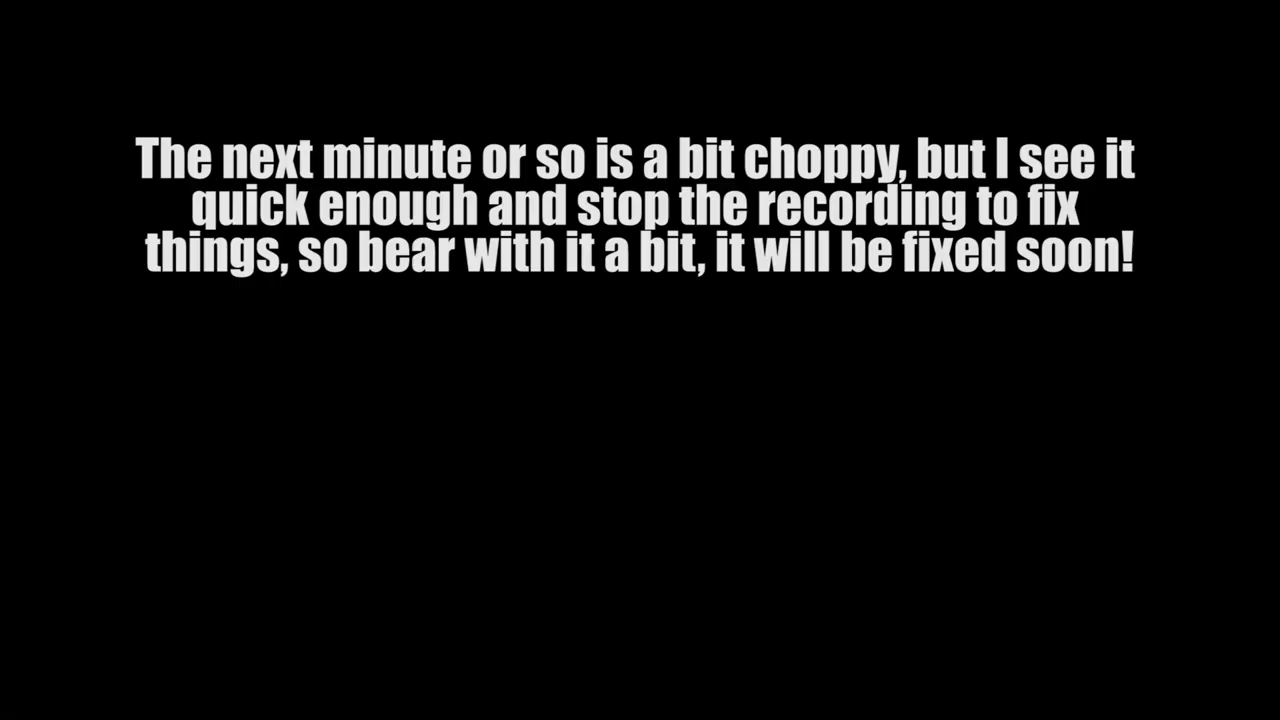 The next minute or so is a bit choppy, but I see it
quick enough and stop the recording to fix
things, so bear with it a bit, it will be fixed soon!